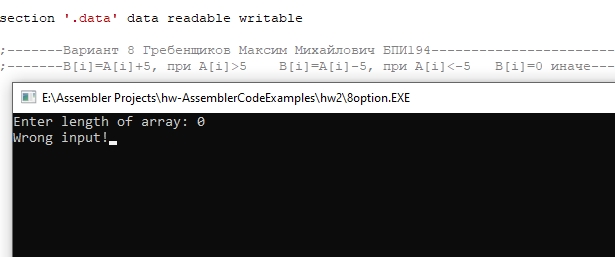 section '.data' data readable writable
;-------Вариант 8 Гребенщиков Максим Михайлович БПИ194-----------------------
;-------B[i]=A[i]+5, при A[i]>5    B[i]=A[i]-5, при A[i]<-5   B[i]=0 иначе---
E:\Assembler Projects\hw-AssemblerCodeExamples\hw2\8option.EXE
Enter length of array: 0
Wrong input!